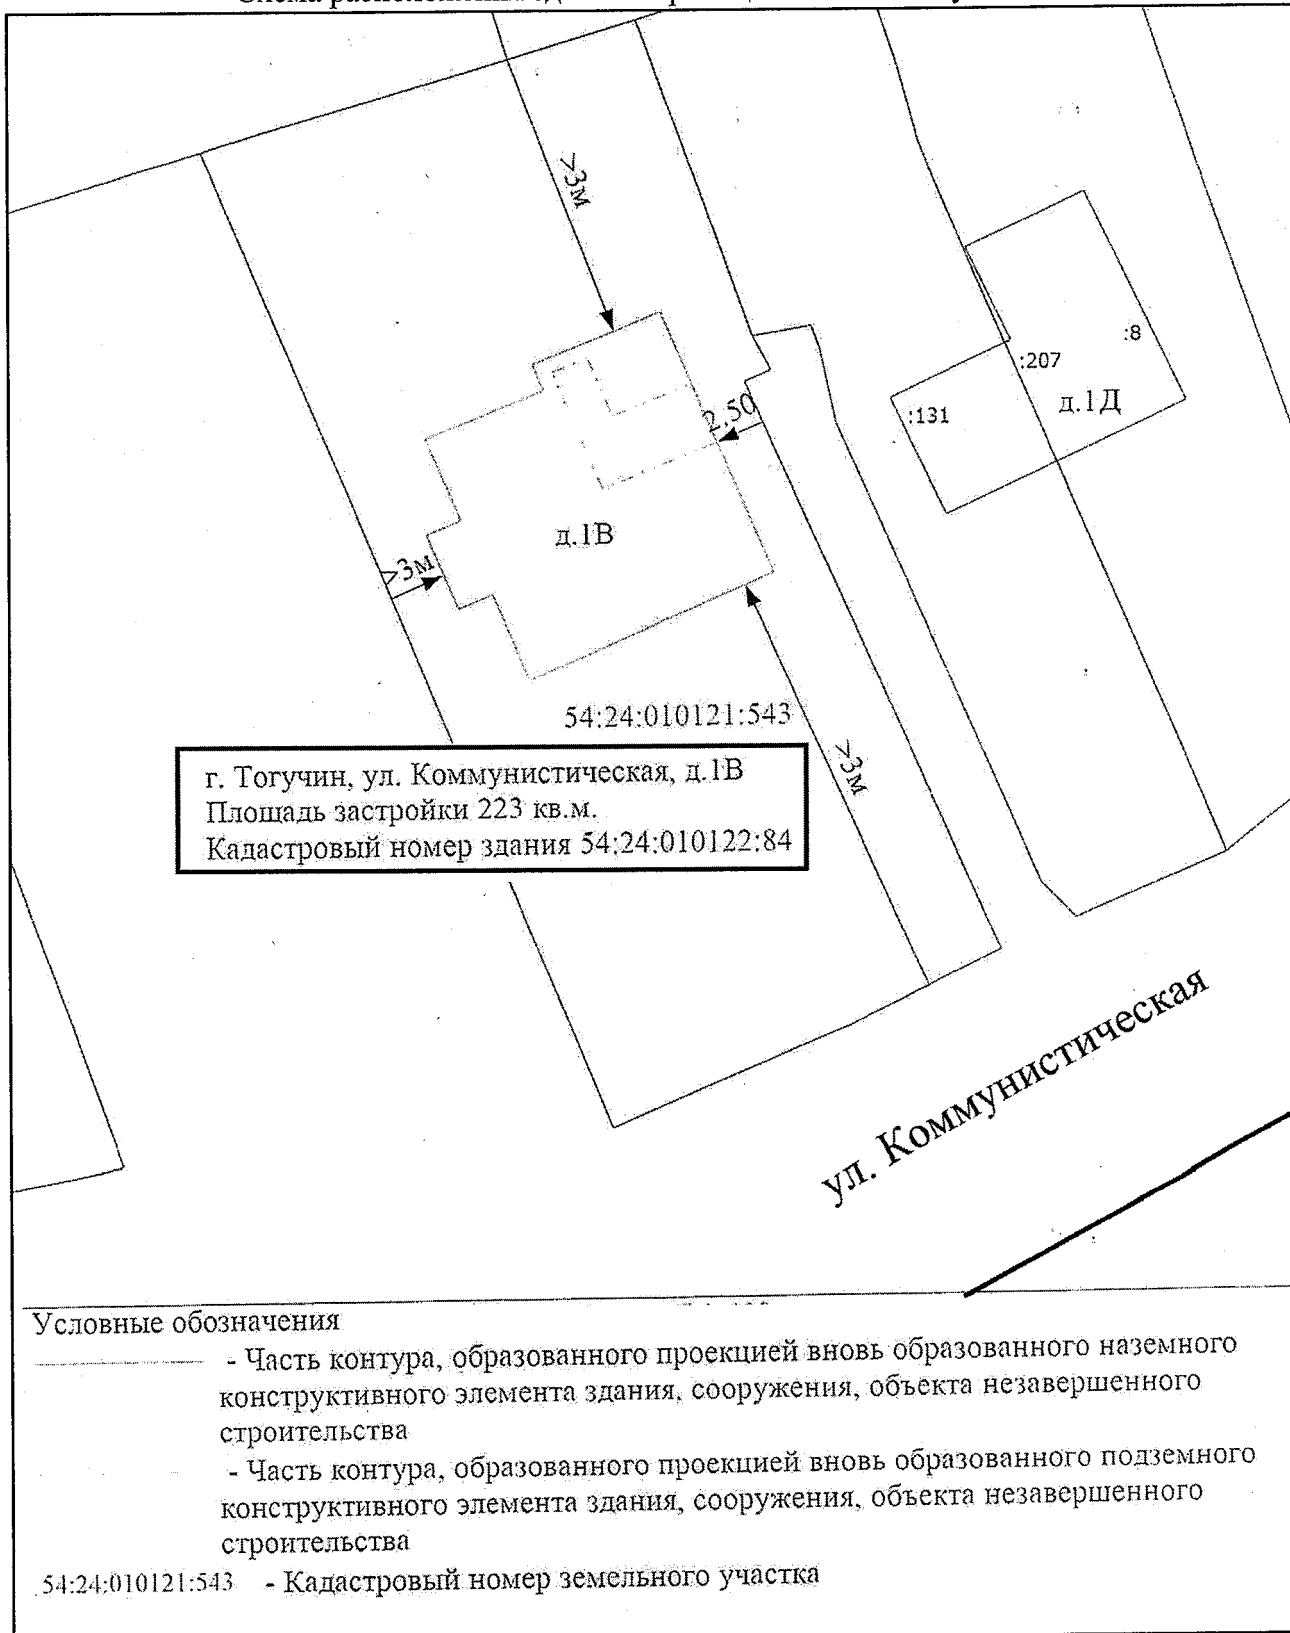 >3м
:8
:207
д.1Д
:131
2,50
д.1В
>3м
54:24:010121:543
>3м
г. Тогучин, ул. Коммунистическая, д.1В
Площадь застройки 223 кв.м.
Кадастровый номер здания 54:24:010122:84
ул. Коммунистическая
Условные обозначения
- Часть контура, образованного проекцией вновь образованного наземного
конструктивного элемента здания, сооружения, объекта незавершенного
строительства
- Часть контура, образованного проекцией вновь образованного подземного
конструктивного элемента здания, сооружения, объекта незавершенного
строительства
54:24:010121:543 - Кадастровый номер земельного участка